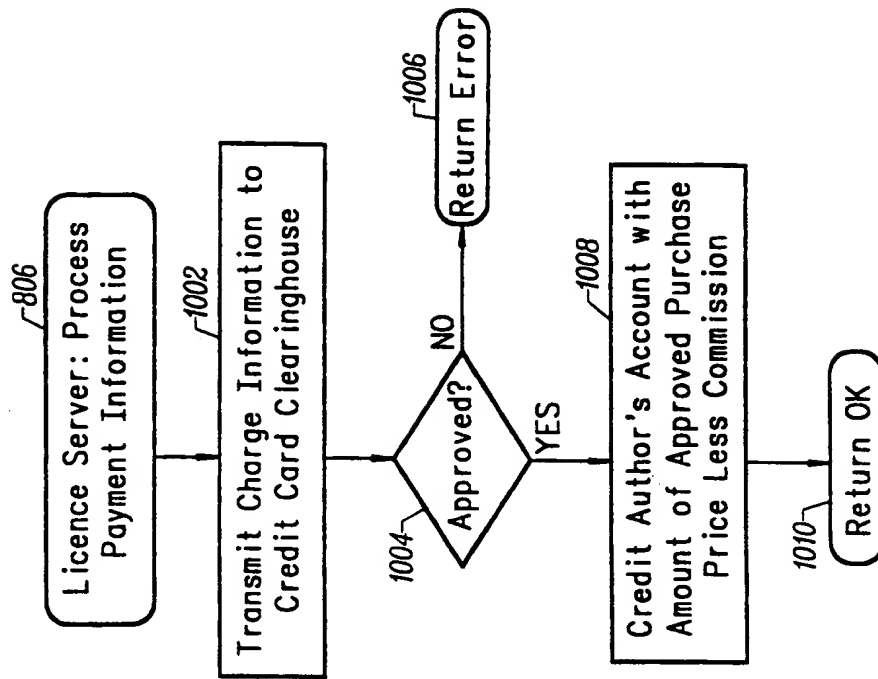 806
Licence Server: Process
Payment Information
1002
Transmit Charge Information to
Credit Card Clearinghouse
1004
Approved?
NO
1006
Return Error
YES
1008
Credit Author's Account with
Amount of Approved Purchase
Price Less Commission
1010
Return OK